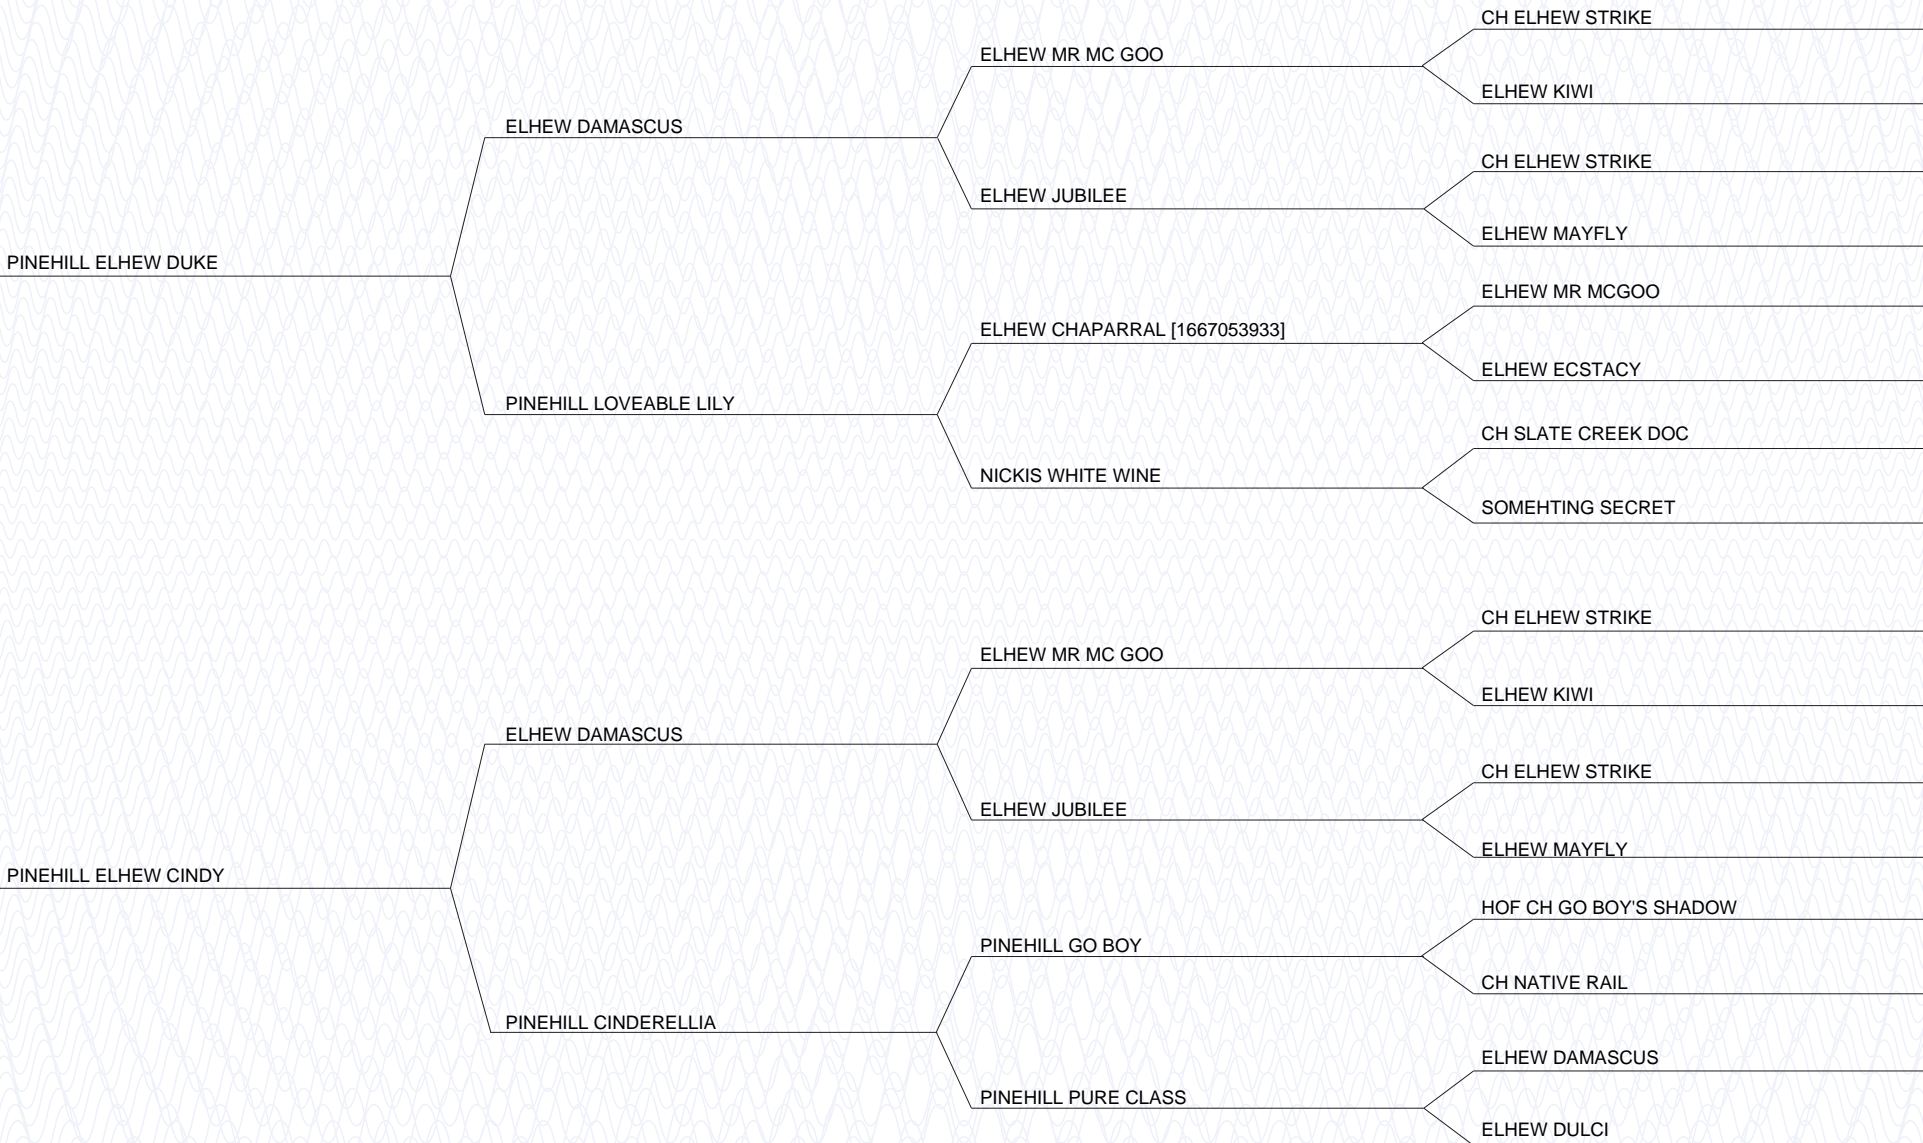 CH ELHEW STRIKE
ELHEW MR MC GOO
ELHEW KIWI
ELHEW DAMASCUS
CH ELHEW STRIKE
ELHEW JUBILEE
ELHEW MAYFLY
PINEHILL ELHEW DUKE
ELHEW MR MCGOO
ELHEW CHAPARRAL [1667053933]
ELHEW ECSTACY
PINEHILL LOVEABLE LILY
CH SLATE CREEK DOC
NICKIS WHITE WINE
SOMEHTING SECRET
CH ELHEW STRIKE
ELHEW MR MC GOO
ELHEW KIWI
ELHEW DAMASCUS
CH ELHEW STRIKE
ELHEW JUBILEE
ELHEW MAYFLY
PINEHILL ELHEW CINDY
HOF CH GO BOY'S SHADOW
PINEHILL GO BOY
CH NATIVE RAIL
PINEHILL CINDERELLIA
ELHEW DAMASCUS
PINEHILL PURE CLASS
ELHEW DULCI